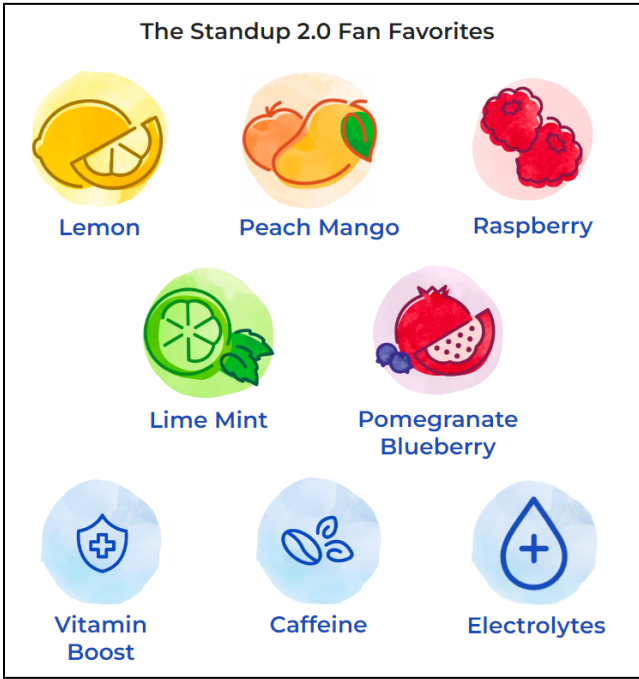 The Standup 2.0 Fan Favorites
Lemon
Peach Mango
Raspberry
Lime Mint
Pomegranate
Blueberry
Vitamin
Boost
Caffeine
Electrolytes